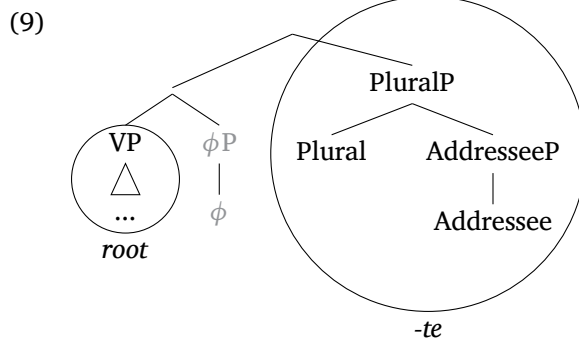 (9)
PluralP
VP ϕP Plural AddresseeP
... ϕ Addressee
root
-te